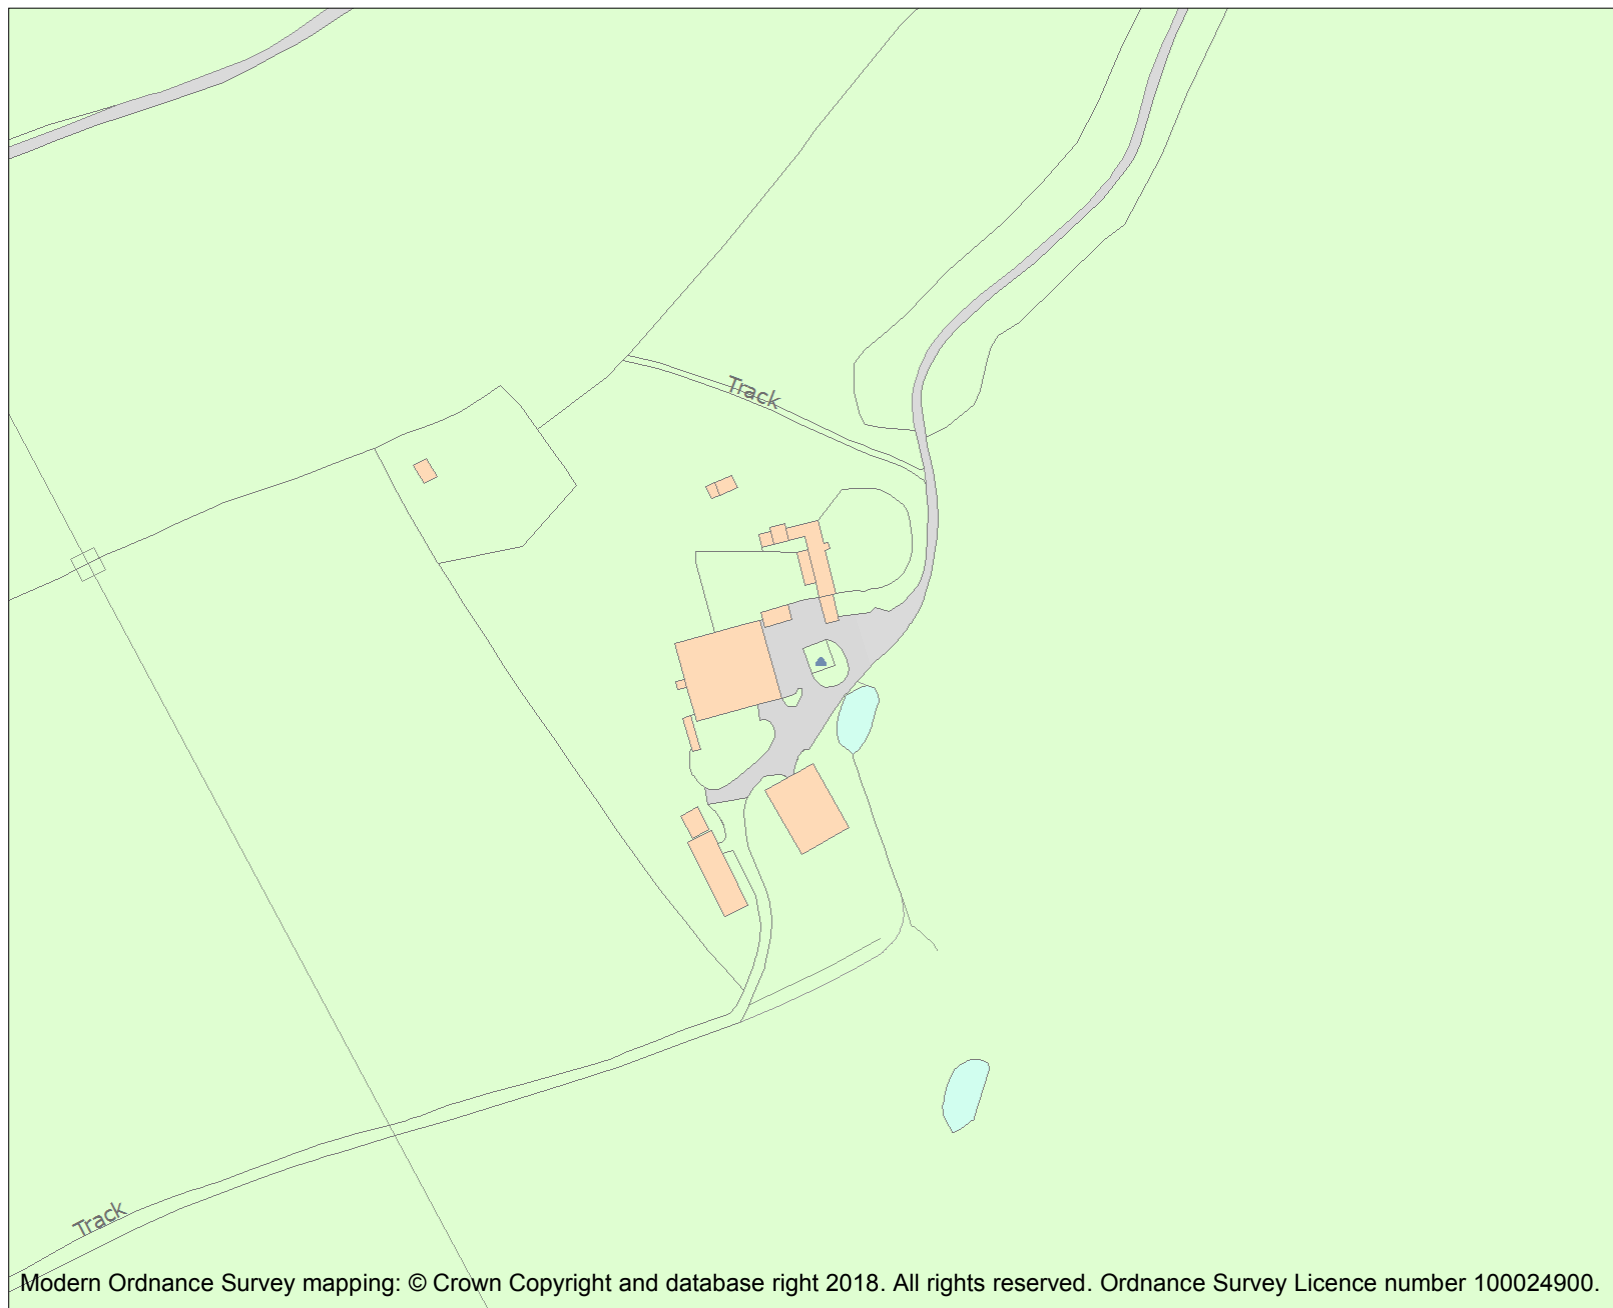 Track
Track
Modern Ordnance Survey mapping: © Crown Copyright and database right 2018. All rights reserved. Ordnance Survey Licence number 100024900.